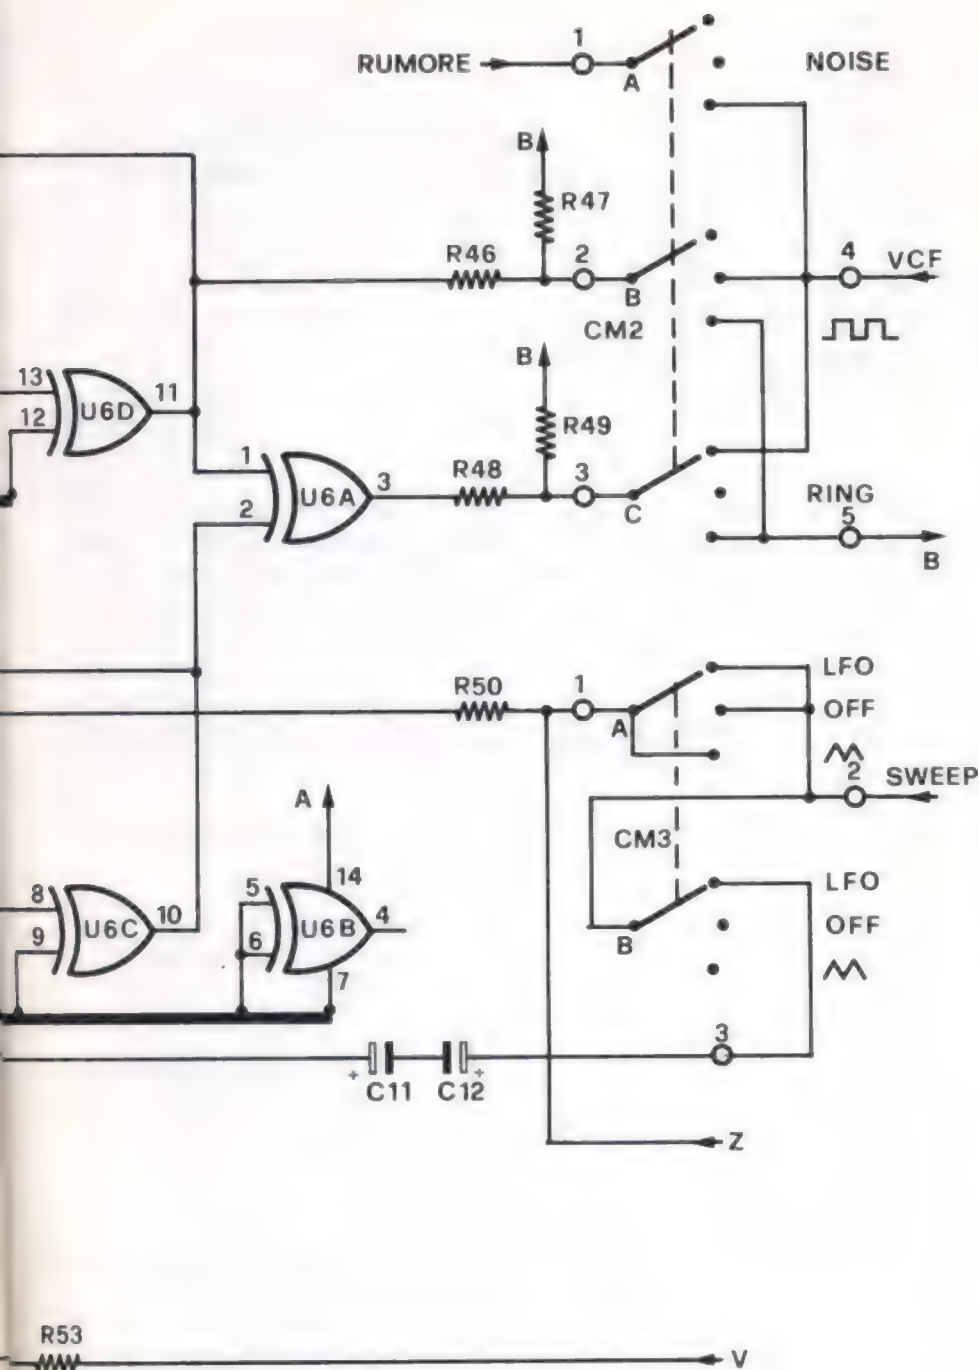 1
RUMORE
NOISE
A
B
R47
R46
2
4
VCF
B
CM2
B
13
11
U6D
12
R49
1
R48
3
3
U6A
2
C
RING
5
B
LFO
R50
1
OFF
A
2
SWEEP
A
CM3
14
LFO
8
5
10
4
U6C
U6B
OFF
9
6
B
7
3
+
+
C11
C12
Z
R53
V